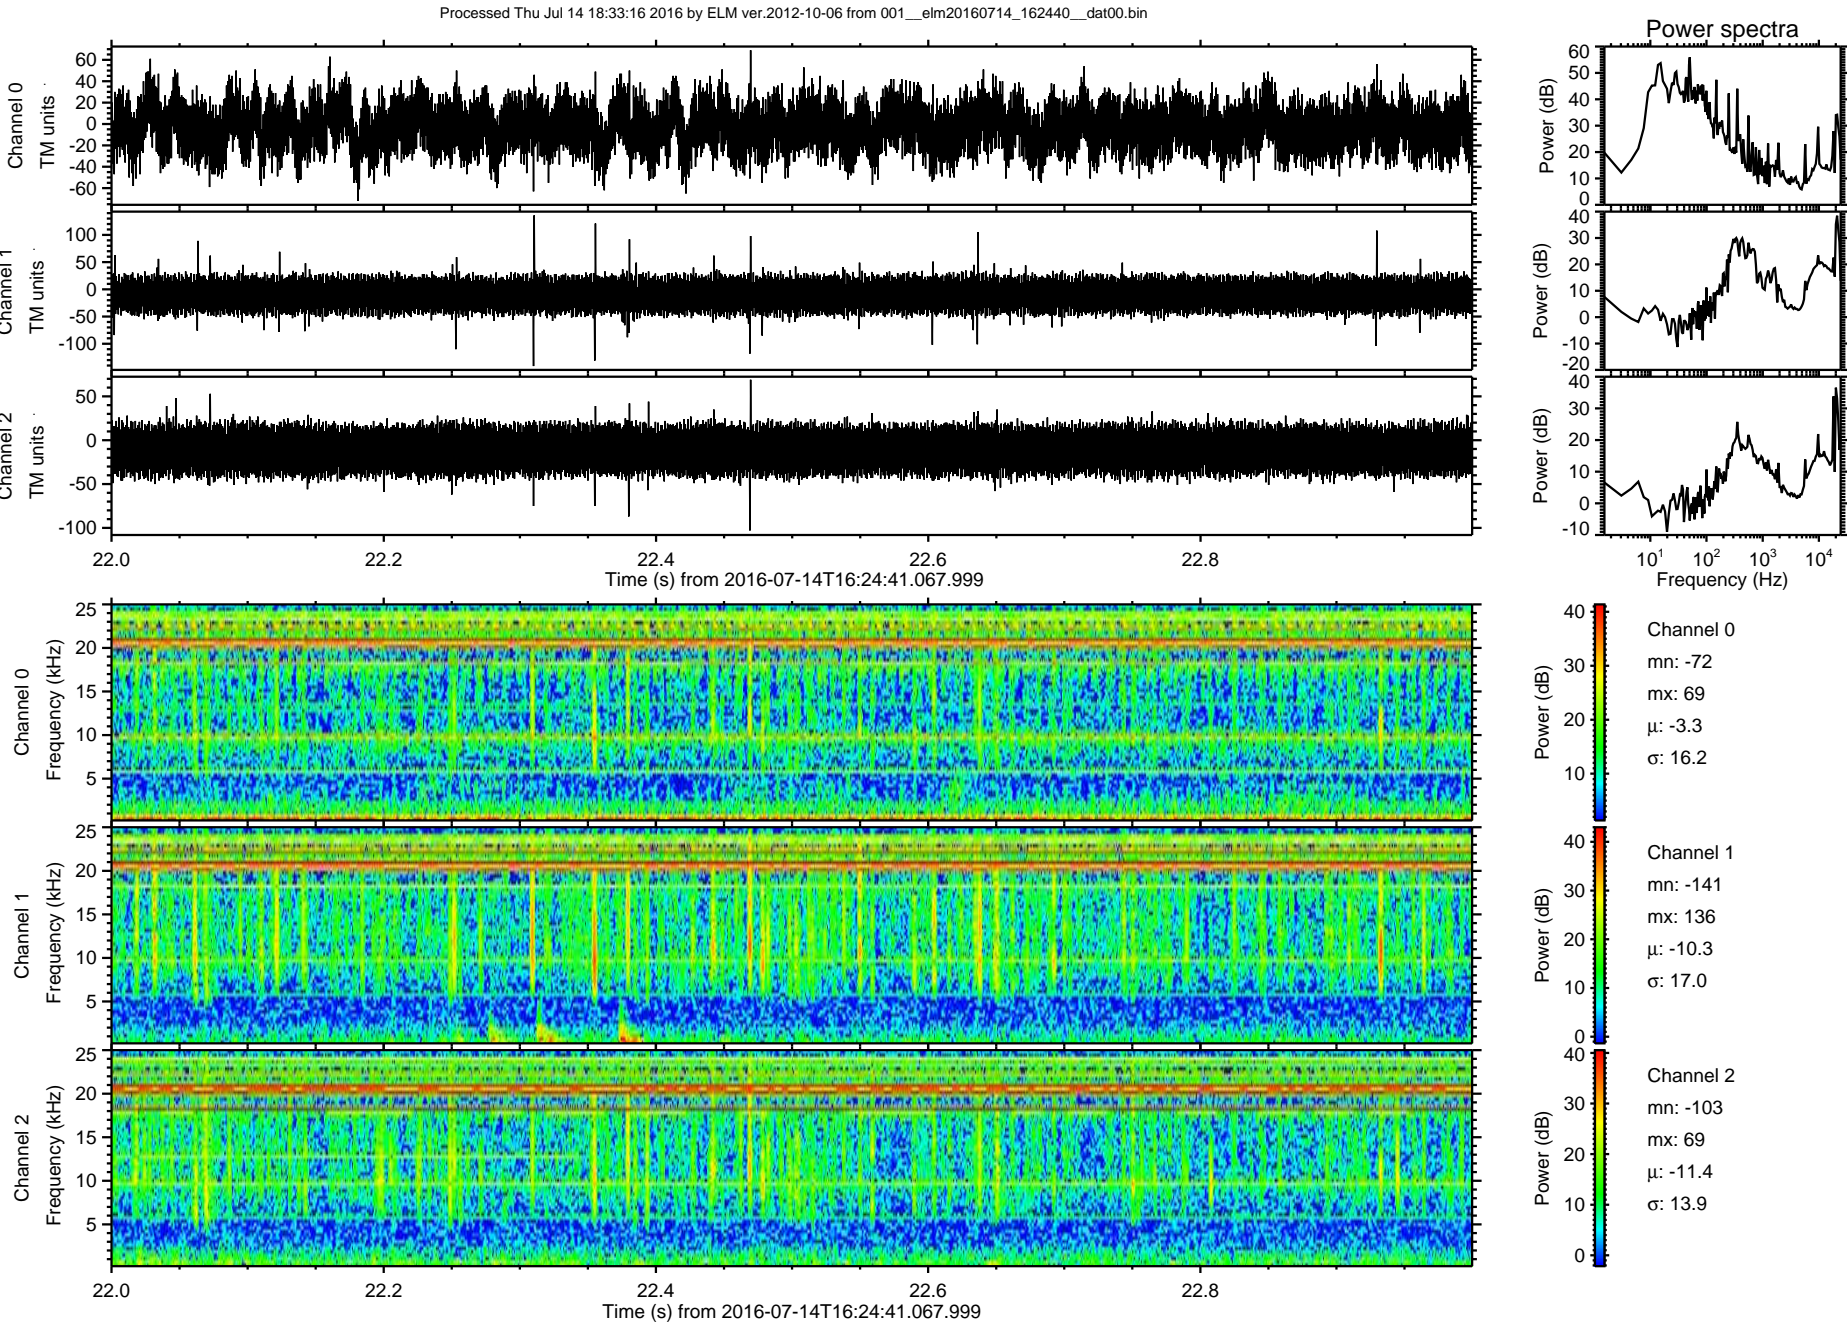 Processed Thu Jul 14 18:33:16 2016 by ELM ver.2012-10-06 from 001__elm20160714_162440__dat00.bin
Power spectra
Channel 0
TM units
60
40
20
0
-20
-40
-60
Power (dB)
60
50
40
30
20
10
0
Channel 1
TM units
100
50
0
-50
-100
Power (dB)
40
30
20
10
0
-10
-20
Channel 2
TM units
50
0
-50
-100
Power (dB)
40
30
20
10
0
-10
22.0 22.2 22.4 22.6 22.8
Time (s) from 2016-07-14T16:24:41.067.999
10¹ 10² 10³ 10⁴
Frequency (Hz)
Channel 0
Frequency (kHz)
25
20
15
10
5
Power (dB)
40
30
20
10
Channel 0
mn: -72
mx: 69
μ: -3.3
σ: 16.2
Channel 1
Frequency (kHz)
25
20
15
10
5
Power (dB)
40
30
20
10
0
Channel 1
mn: -141
mx: 136
μ: -10.3
σ: 17.0
Channel 2
Frequency (kHz)
25
20
15
10
5
Power (dB)
40
30
20
10
0
Channel 2
mn: -103
mx: 69
μ: -11.4
σ: 13.9
22.0 22.2 22.4 22.6 22.8
Time (s) from 2016-07-14T16:24:41.067.999